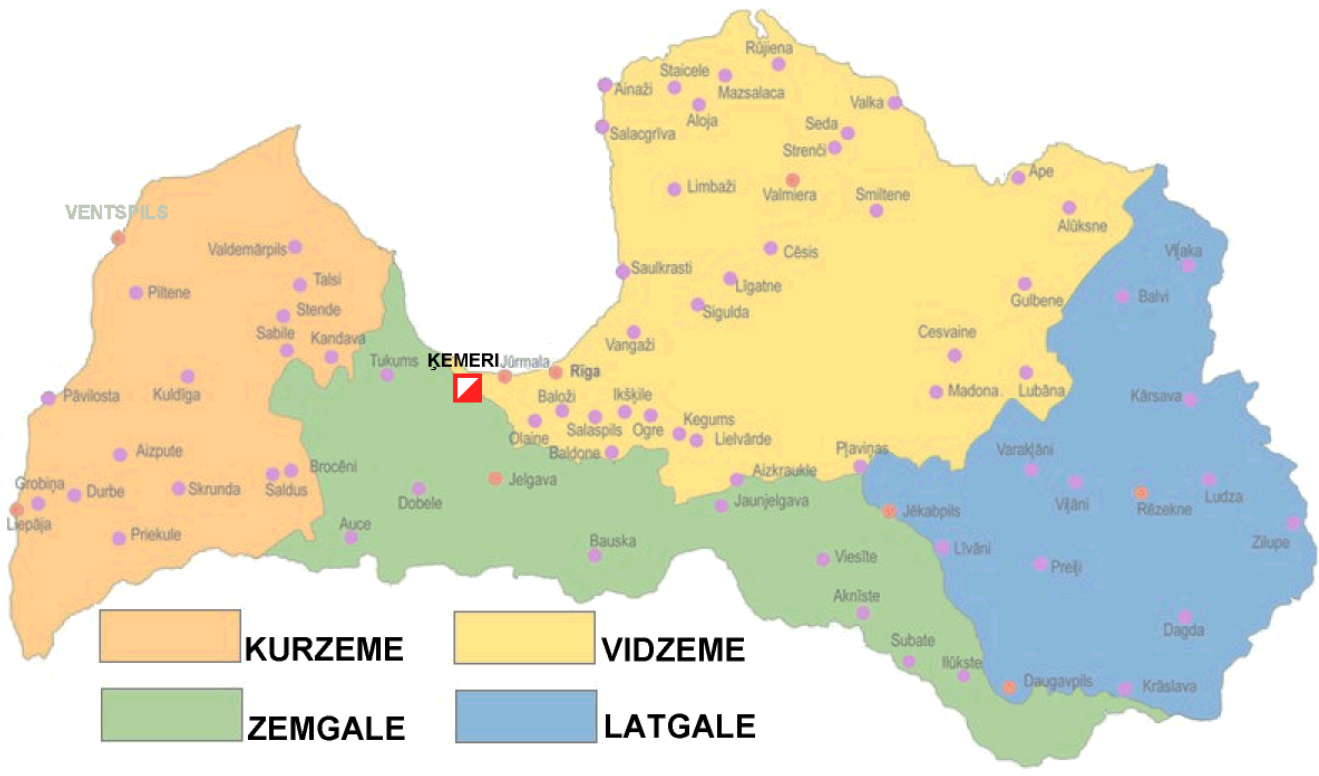 Rūjiena
Staicele
Ainaži
Mazsalaca
Valka
Aloja
Seda
Salacgrīva
Strenči
Ape
Limbaži
Valmiera
Smiltene
VENTSPILS
Alūksne
Valdemārpils
Cēsis
Viļaka
Saulkrasti
Talsi
Līgatne
Piltene
Gulbene
Balvi
Stende
Sigulda
Sabile
Kandava
Cesvaine
Vangaži
Tukums
ĶEMERI
Jūrmala
Rīga
Pāvilosta
Kuldīga
Baloži
Ikšķile
Madona
Lubāna
Kārsava
Olaine
Salaspils
Ogre
Kegums
Lielvārde
Aizpute
Baldone
Pļaviņas
Varakļāni
Brocēni
Aizkraukle
Grobiņa
Durbe
Skrunda
Saldus
Jelgava
Dobele
Jaunjelgava
Viļāni
Rēzekne
Ludza
Liepāja
Jēkabpils
Auce
Priekule
Bauska
Viesīte
Līvāni
Zilupe
Preiļi
Aknīste
Dagda
KURZEME
VIDZEME
Subate
Ilūkste
Daugavpils
Krāslava
ZEMGALE
LATGALE